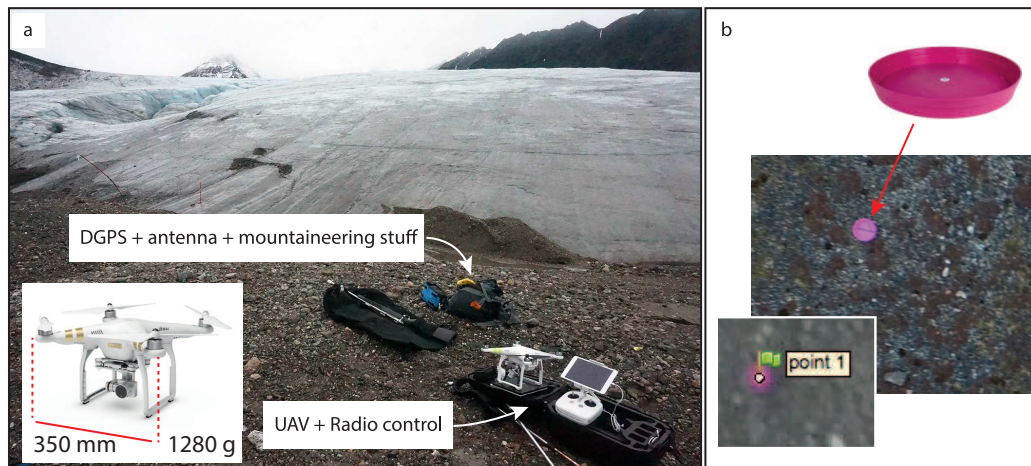 a
DGPS + antenna + mountaineering stuff
UAV + Radio control
350 mm
1280 g
b
point 1